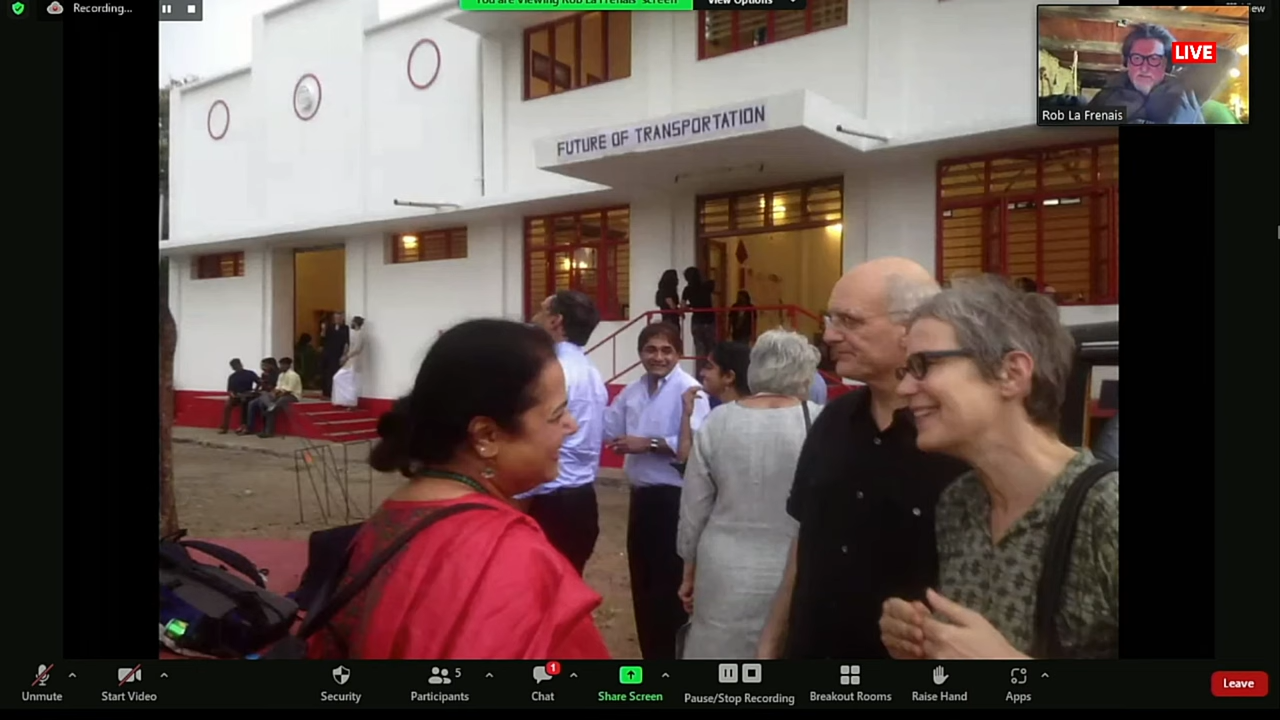 Recording...
You are viewing Rob La Frenais' screen
View Options
LIVE
Rob La Frenais
FUTURE OF TRANSPORTATION
Unmute
Start Video
Security
5
Participants
1
Chat
Share Screen
Pause/Stop Recording
Breakout Rooms
Raise Hand
Apps
Leave